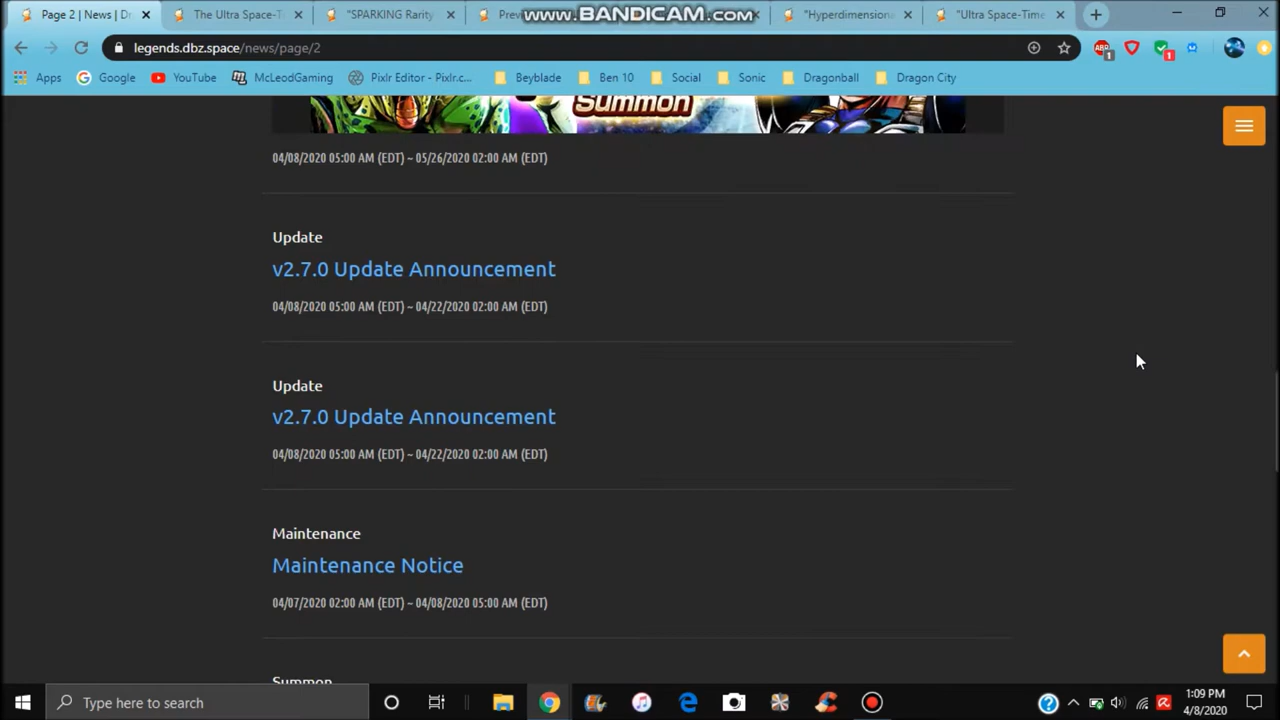 Page 2 | News | Dr
The Ultra Space-T
"SPARKING Rarity
Prev
www.BANDICAM.com
"Hyperdimension
"Ultra Space-Time
legends.dbz.space/news/page/2
Apps
Google
YouTube
McLeodGaming
Pixlr Editor - Pixlr.c...
Beyblade
Ben 10
Social
Sonic
Dragonball
Dragon City
Summon
04/08/2020 05:00 AM (EDT) ~ 05/26/2020 02:00 AM (EDT)
Update
v2.7.0 Update Announcement
04/08/2020 05:00 AM (EDT) ~ 04/22/2020 02:00 AM (EDT)
Update
v2.7.0 Update Announcement
04/08/2020 05:00 AM (EDT) ~ 04/22/2020 02:00 AM (EDT)
Maintenance
Maintenance Notice
04/07/2020 02:00 AM (EDT) ~ 04/08/2020 05:00 AM (EDT)
Summon
Type here to search
1:09 PM
4/8/2020